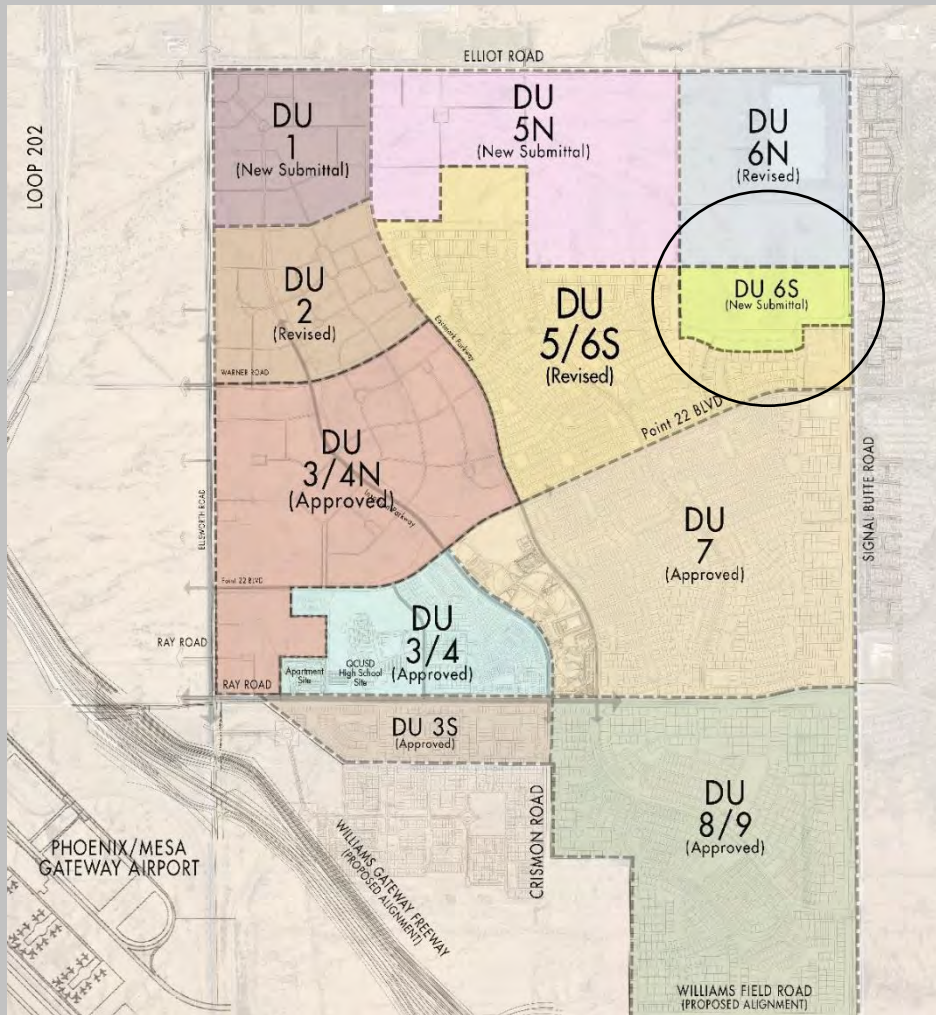 ELLIOT ROAD
LOOP 202
DU
1
(New Submittal)
DU
5N
(New Submittal)
DU
6N
(Revised)
DU
2
(Revised)
WARNER ROAD
Eastmark Parkway
DU
5/6S
(Revised)
DU 6S
(New Submittal)
Point 22 BLVD
DU
3/4N
(Approved)
Parkway
ELLSWORTH ROAD
SIGNAL BUTTE ROAD
DU
7
(Approved)
Point 22 BLVD
RAY ROAD
RAY ROAD
Apartment
Site
QCUSD
High School
Site
DU
3/4
(Approved)
DU 3S
(Approved)
DU
8/9
(Approved)
CRISMON ROAD
PHOENIX/MESA
GATEWAY AIRPORT
WILLIAMS GATEWAY FREEWAY
(PROPOSED ALIGNMENT)
WILLIAMS FIELD ROAD
(PROPOSED ALIGNMENT)